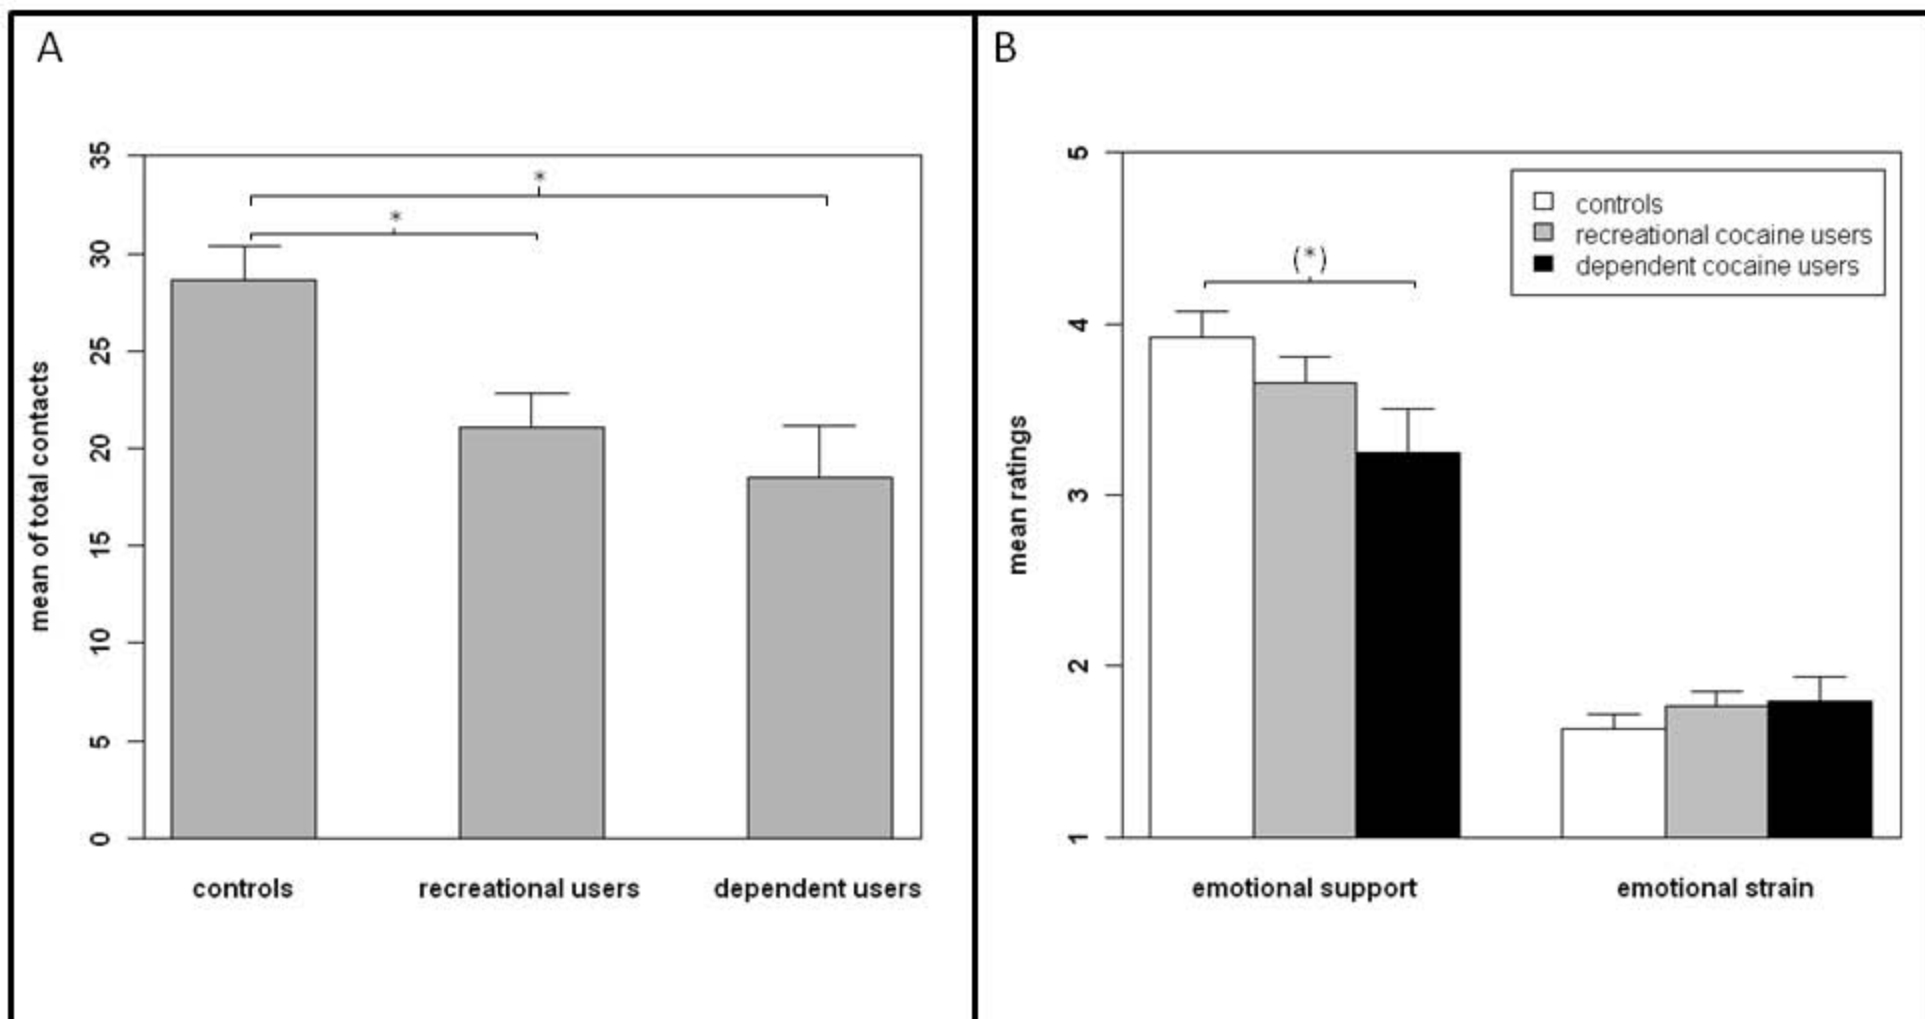 A
mean of total contacts
35
30
25
20
15
10
5
0
*
*
controls
recreational users
dependent users
B
mean ratings
5
4
3
2
1
controls
recreational cocaine users
dependent cocaine users
(*)
emotional support
emotional strain